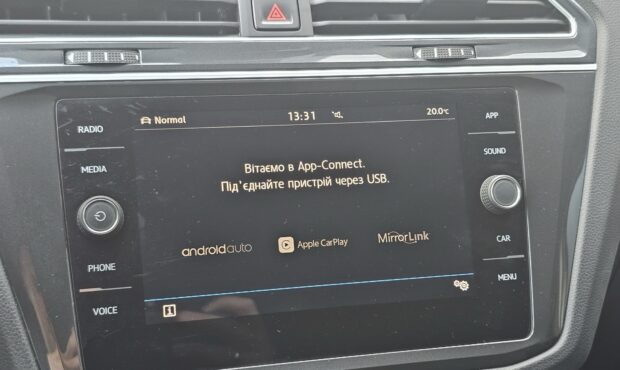 RADIO
MEDIA
PHONE
VOICE
Normal
13:31
20.0°C
Вітаємо в App-Connect.
Під'єднайте пристрій через USB.
androidauto
Apple CarPlay
MirrorLink
i
APP
SOUND
CAR
MENU